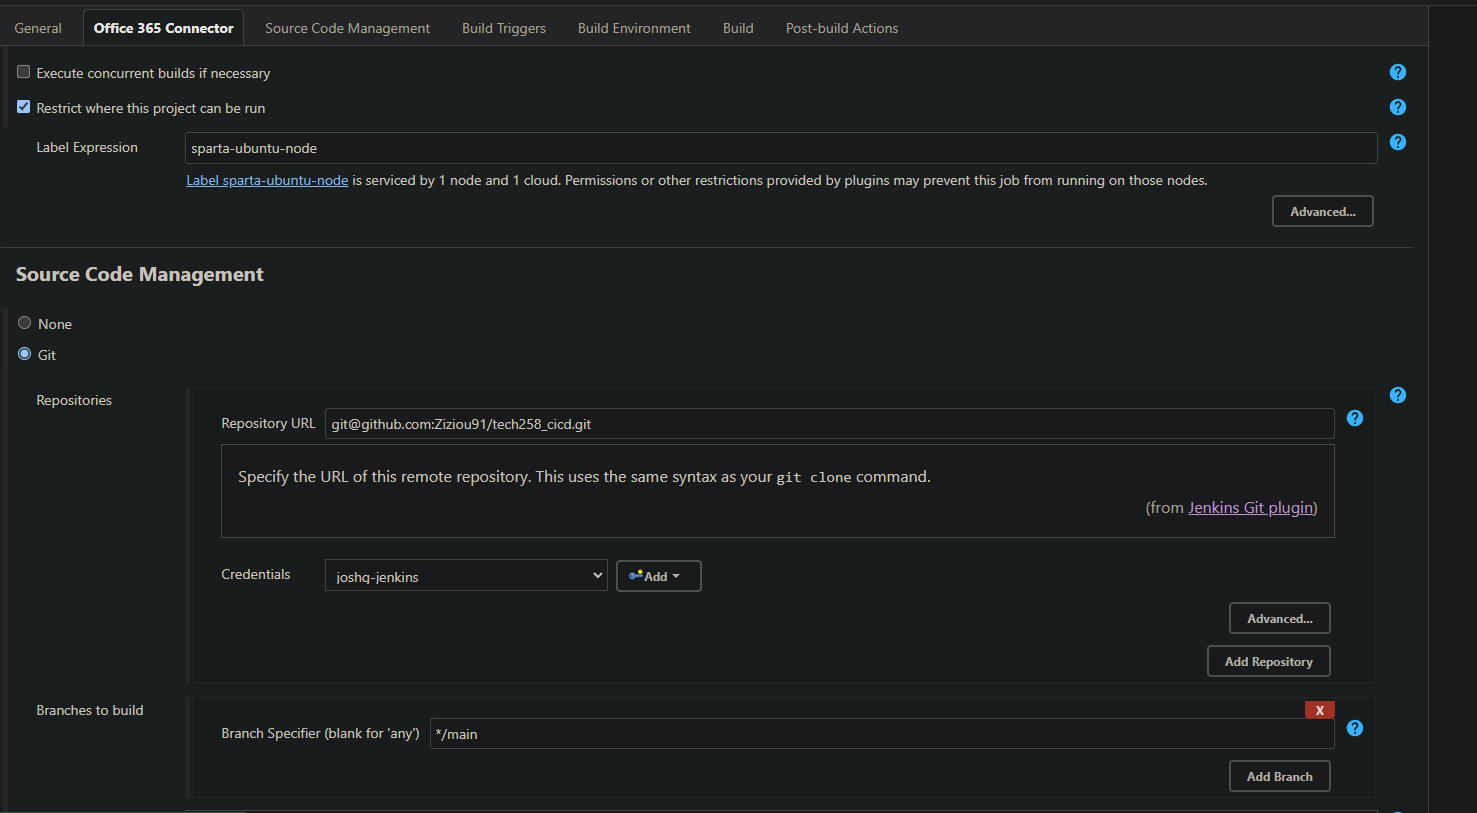 General Office 365 Connector Source Code Management Build Triggers Build Environment Build Post-build Actions
Execute concurrent builds if necessary
Restrict where this project can be run
Label Expression sparta-ubuntu-node
Label sparta-ubuntu-node is serviced by 1 node and 1 cloud. Permissions or other restrictions provided by plugins may prevent this job from running on those nodes.
Advanced...
Source Code Management
None
Git
Repositories
Repository URL git@github.com:Ziziou91/tech258_cicd.git
Specify the URL of this remote repository. This uses the same syntax as your git clone command.
(from Jenkins Git plugin)
Credentials joshq-jenkins Add
Advanced...
Add Repository
Branches to build
X
Branch Specifier (blank for 'any') */main
Add Branch